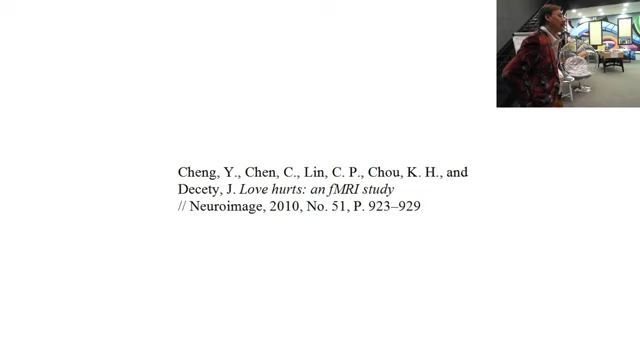 Cheng, Y., Chen, C., Lin, C. P., Chou, K. H., and
Decety, J. Love hurts: an fMRI study
// Neuroimage, 2010, No. 51, P. 923–929